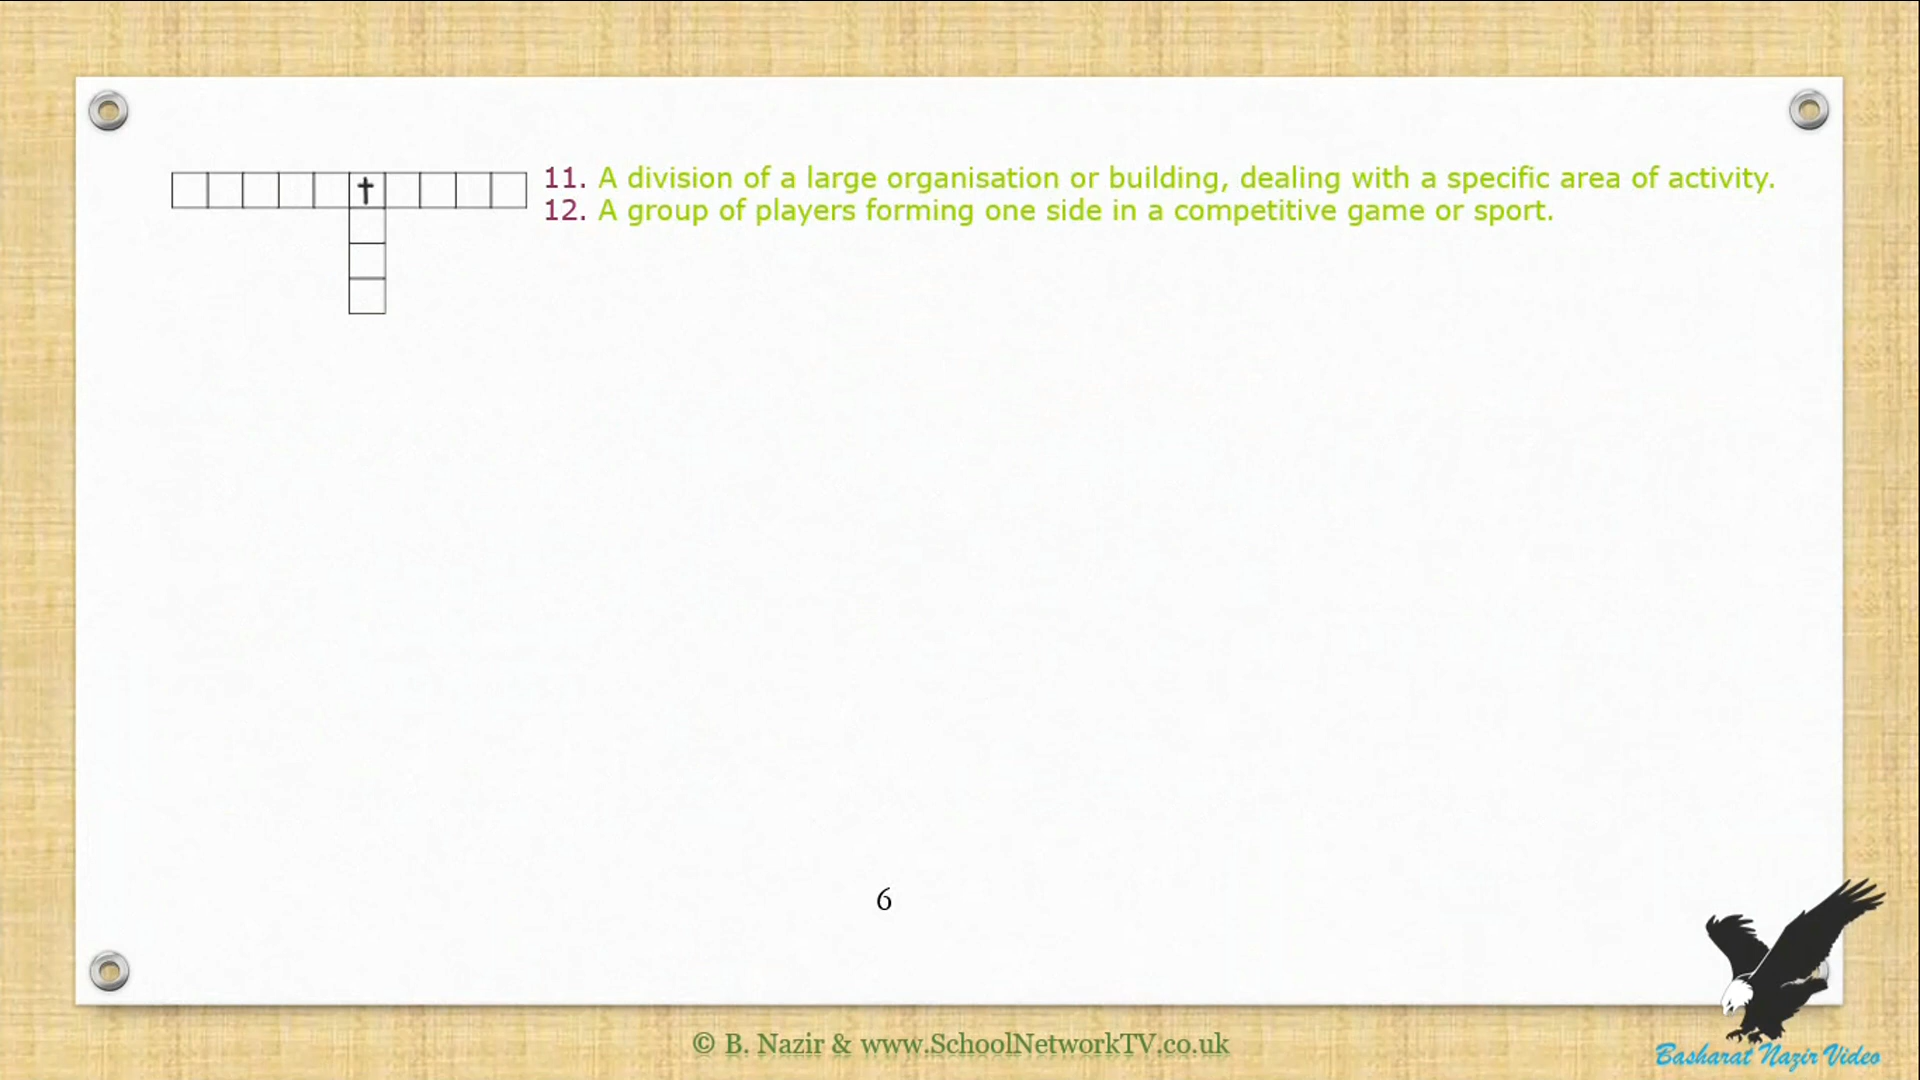 †
11. A division of a large organisation or building, dealing with a specific area of activity.
12. A group of players forming one side in a competitive game or sport.
6
© B. Nazir & www.SchoolNetworkTV.co.uk
Basharat Nazir Video